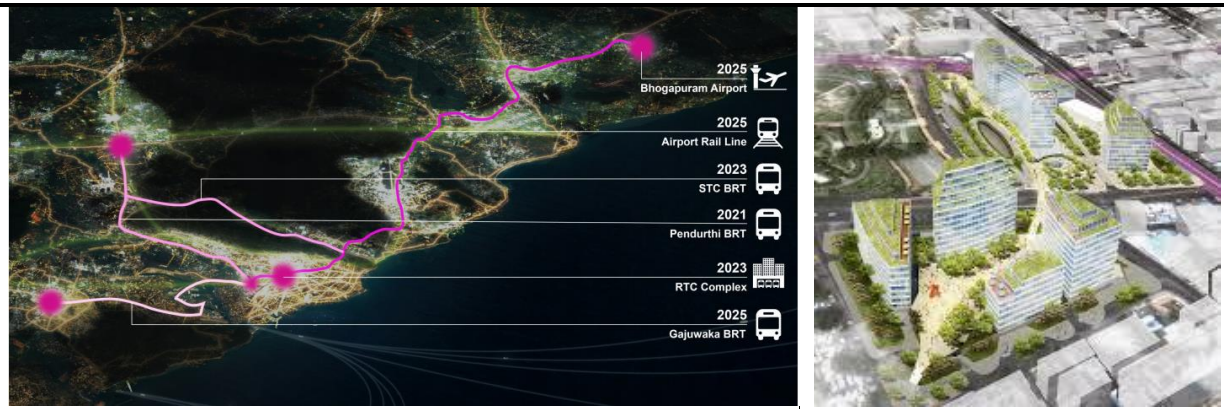 2025
Bhogapuram Airport
2025
Airport Rail Line
2023
STC BRT
2021
Pendurthi BRT
2023
RTC Complex
2025
Gajuwaka BRT